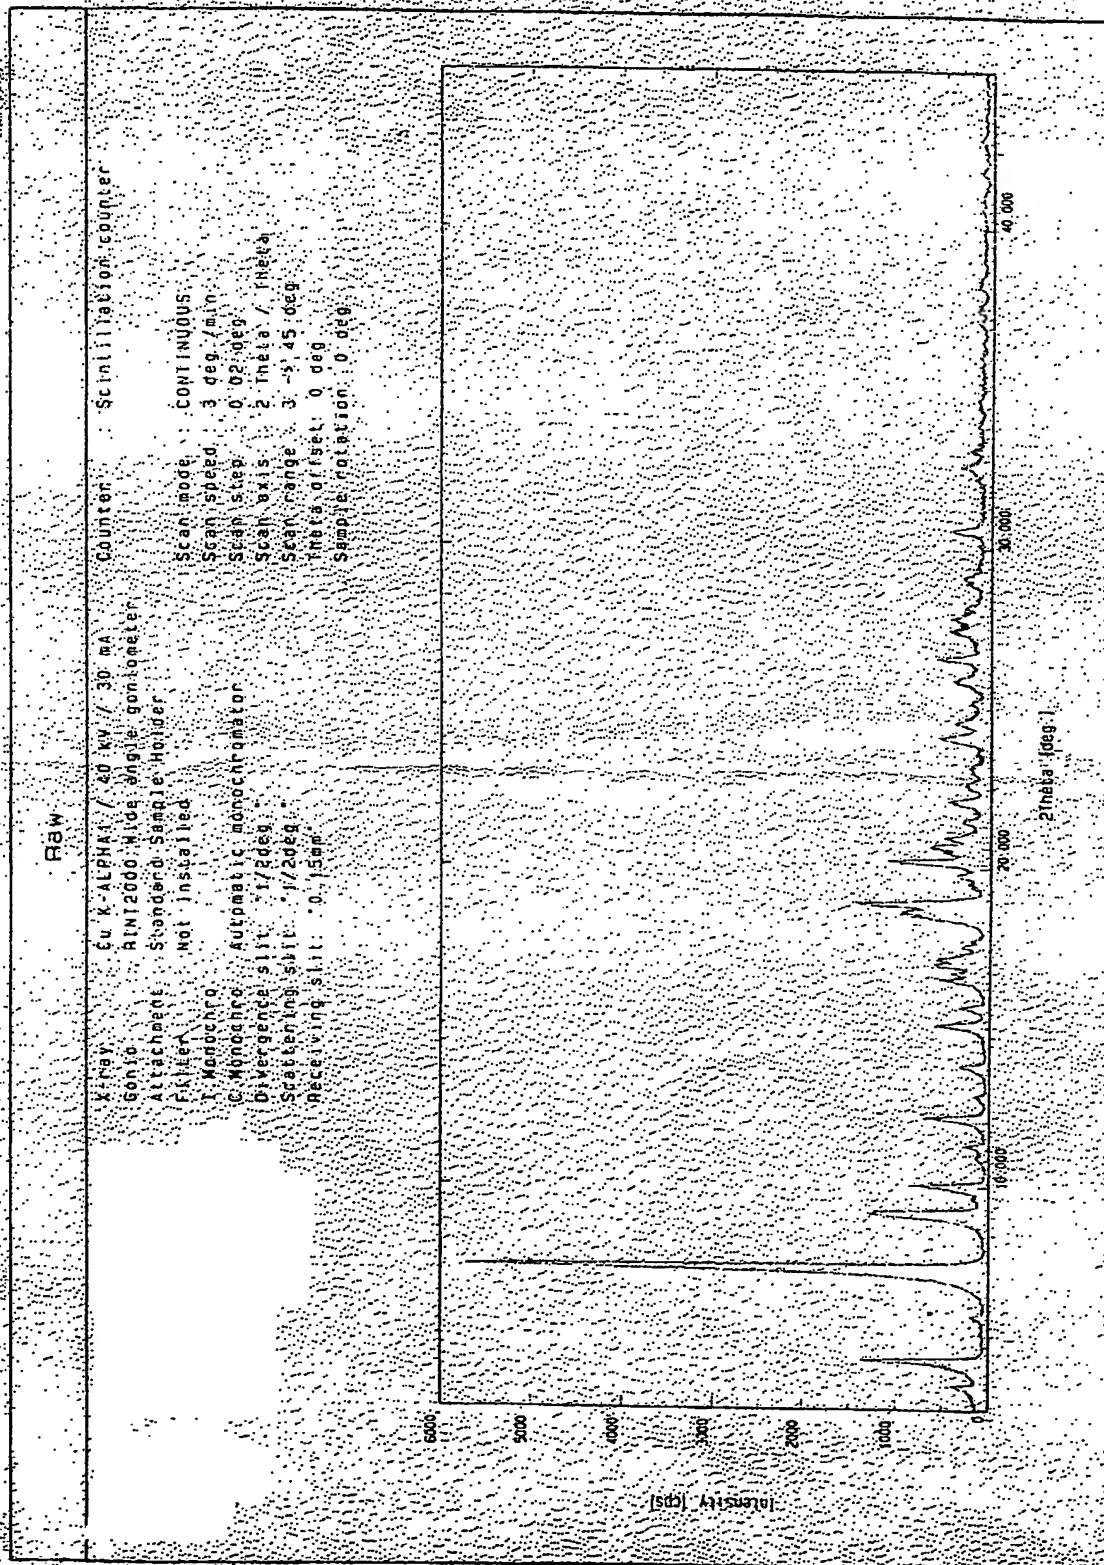 Raw
X-ray : Cu K-ALPHA1 / 40 kV / 30 mA
Gonio : RINT2000 Wide angle goniometer
Attachment : Standard Sample Holder
Filter : Not installed
I. Monochro
C. Monochro : Automatic monochromator
Divergence slit : 1/2deg.
Scattering slit : 1/2deg.
Receiving slit : 0.15mm
Counter : Scintillation counter
Scan mode : CONTINUOUS
Scan speed : 3 deg./min.
Scan step : 0.02 deg.
Scan axis : 2 Theta / Theta
Scan range : 3 -> 45 deg.
Theta offset : 0 deg.
Sample rotation : 0 deg.
Intensity [cps]
6000
5000
4000
3000
2000
1000
0
10.000
20.000
30.000
40.000
2Theta [deg.]